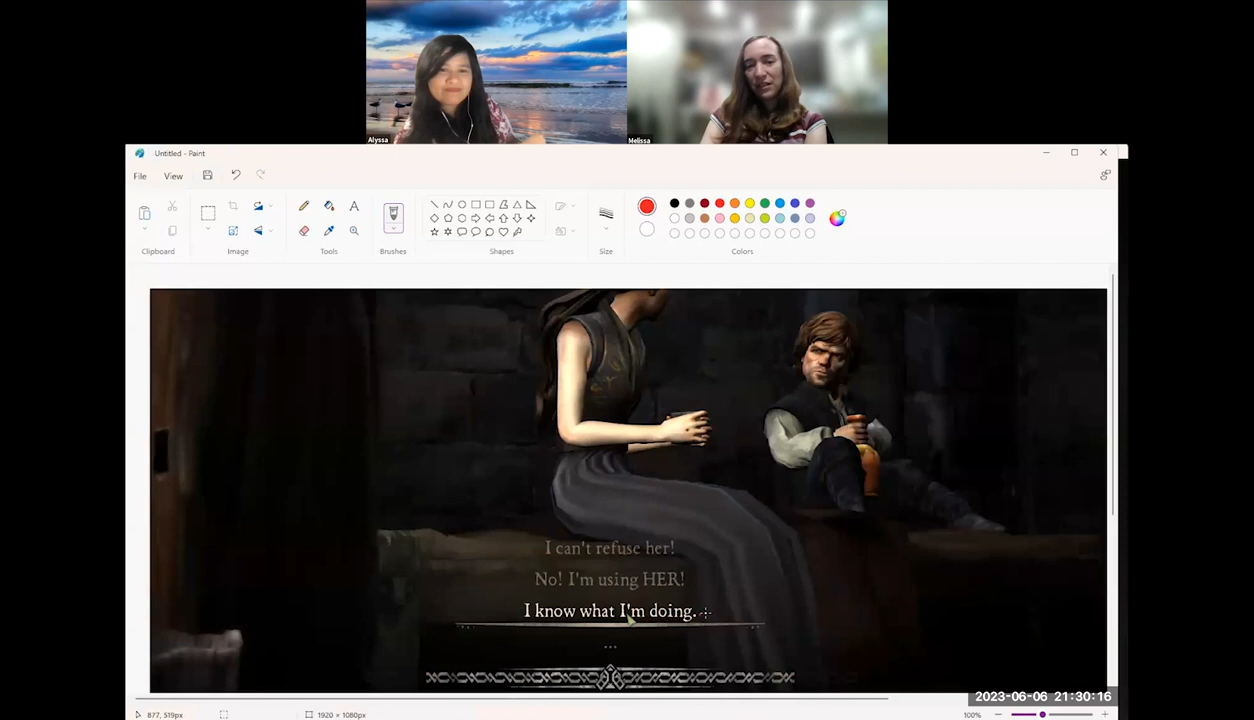 Alyssa
Melissa
Untitled - Paint
File
View
Clipboard
Image
Tools
Brushes
Shapes
Size
Colors
I can't refuse her!
No! I'm using HER!
I know what I'm doing.
...
2023-06-06 21:30:16
877, 519px
1920 × 1080px
100%